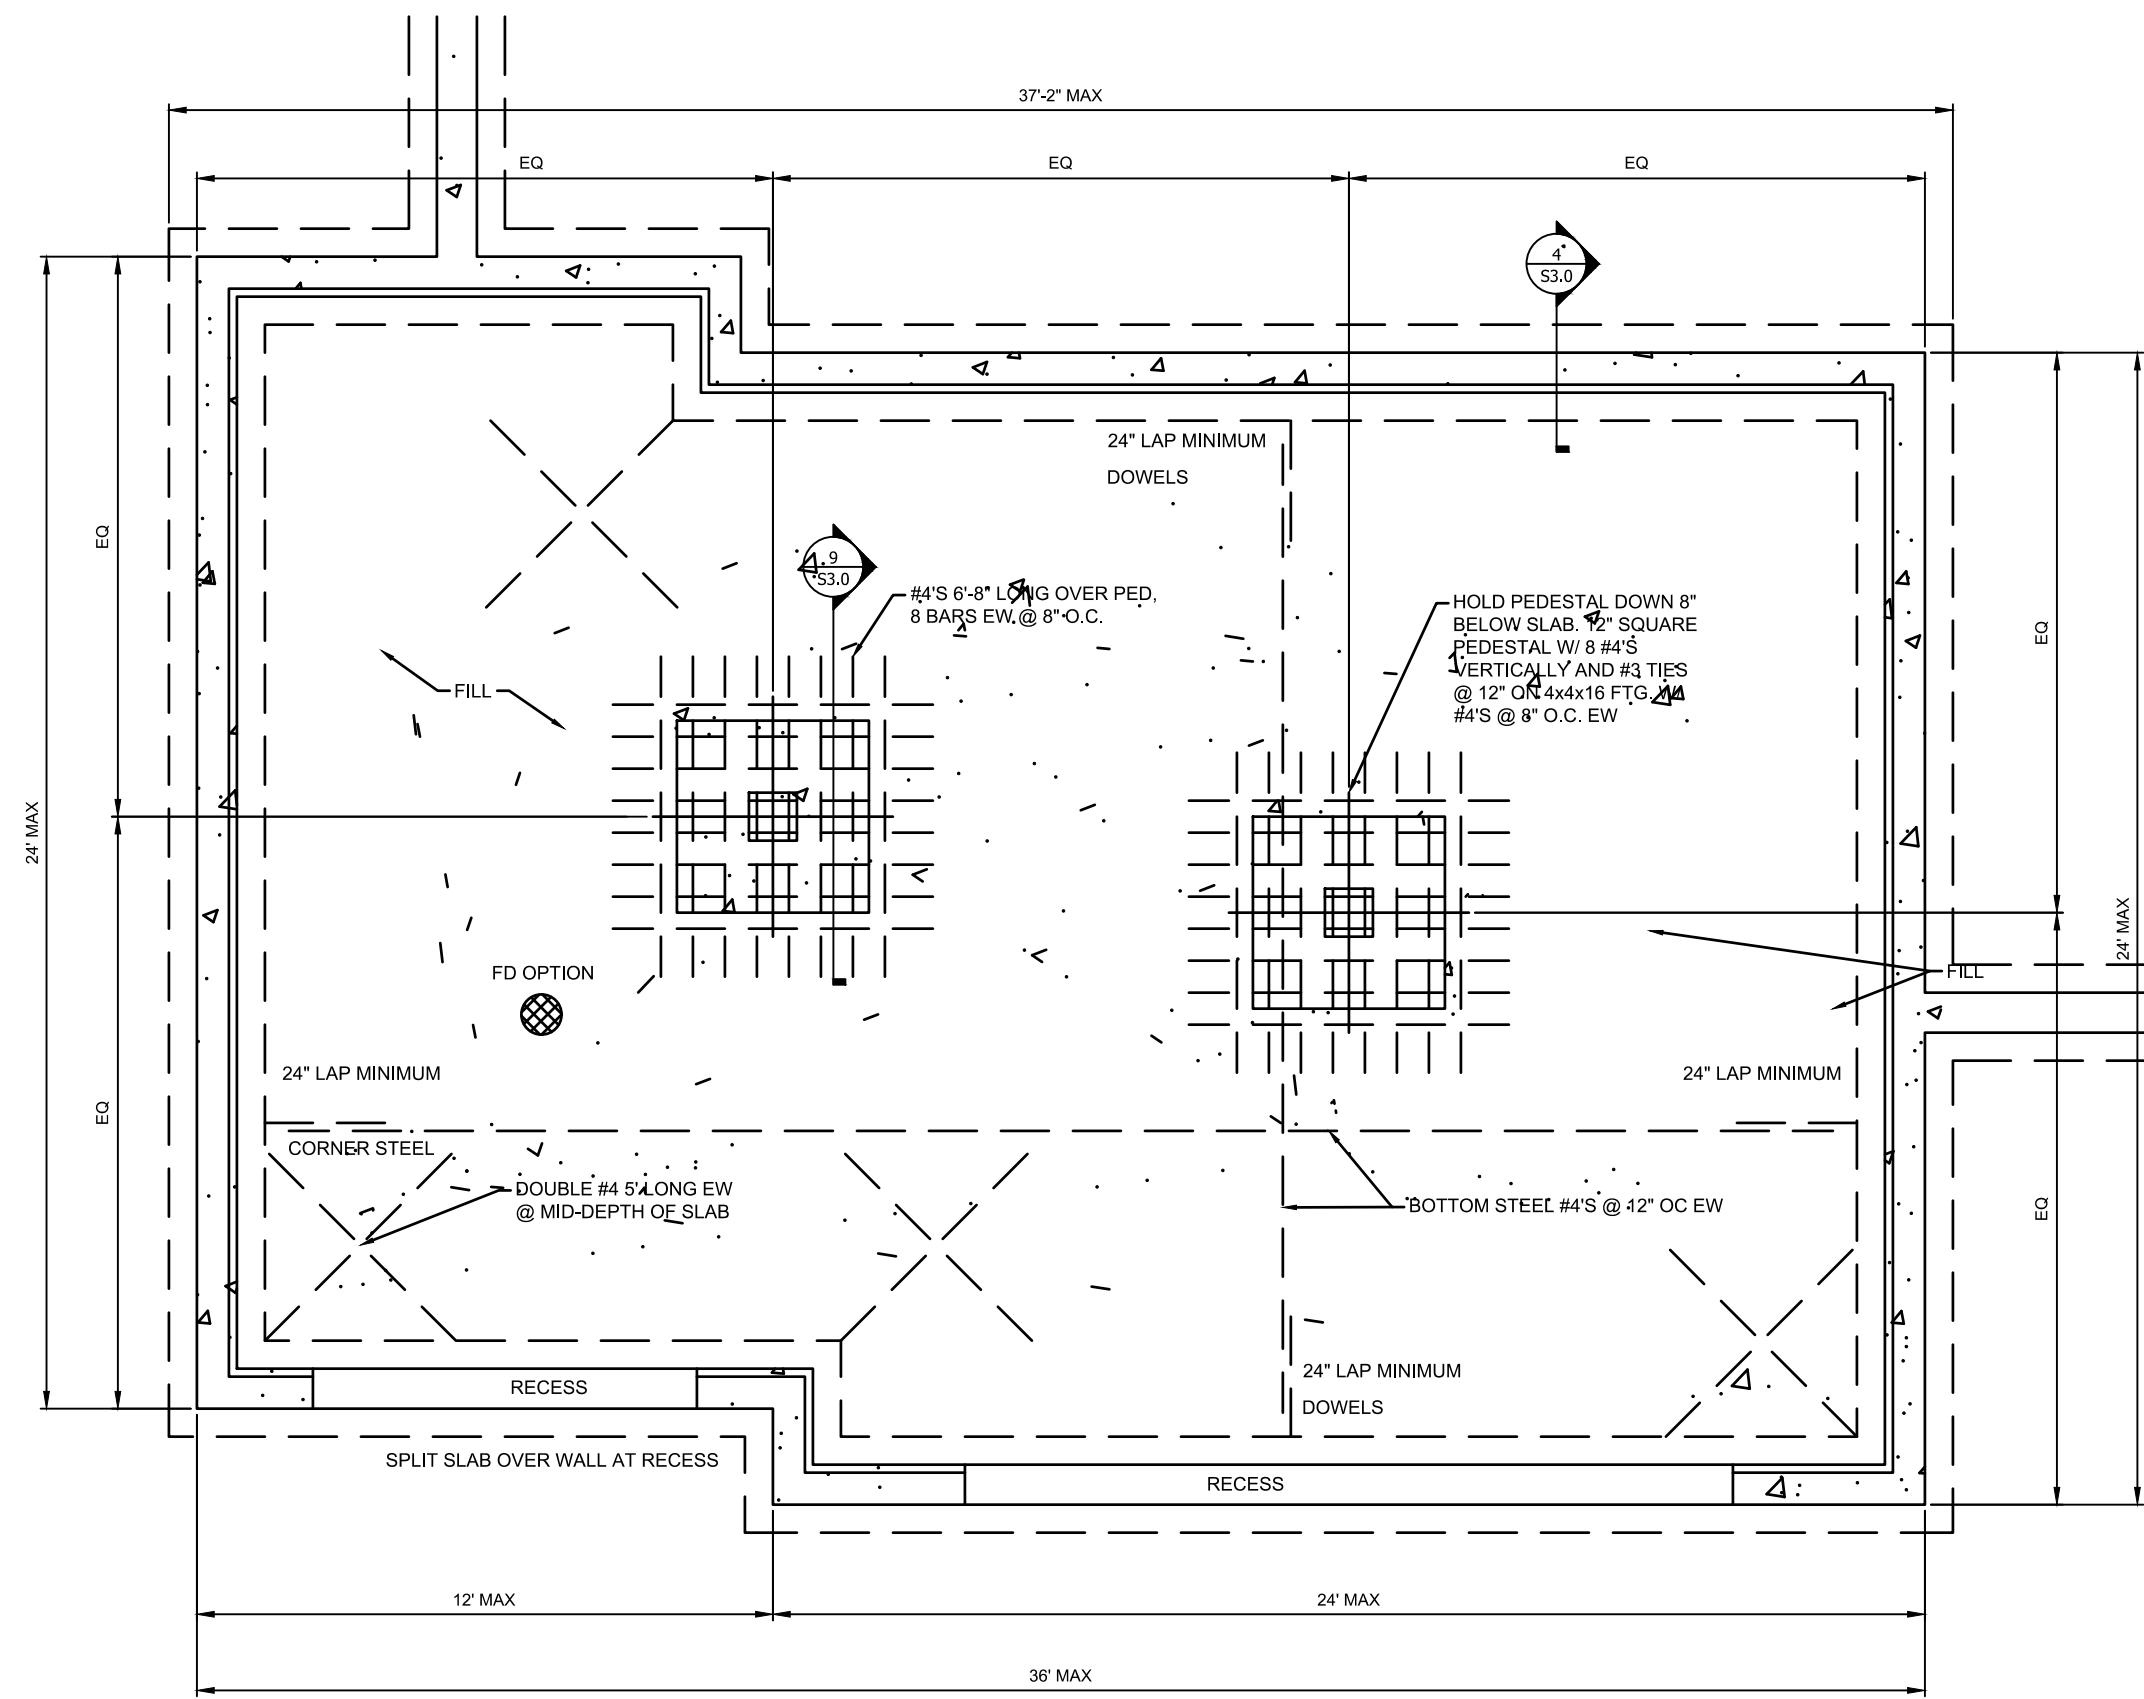 37'-2" MAX
EQ
EQ
EQ
4
S3.0
24" LAP MINIMUM
DOWELS
EQ
9
S3.0
#4'S 6'-8" LONG OVER PED,
8 BARS EW @ 8" O.C.
HOLD PEDESTAL DOWN 8"
BELOW SLAB. 12" SQUARE
PEDESTAL W/ 8 #4'S
VERTICALLY AND #3 TIES
@ 12" ON 4x4x16 FTG. W/
#4'S @ 8" O.C. EW
EQ
FILL
24' MAX
24' MAX
FD OPTION
FILL
24" LAP MINIMUM
24" LAP MINIMUM
EQ
CORNER STEEL
DOUBLE #4 5' LONG EW
@ MID-DEPTH OF SLAB
BOTTOM STEEL #4'S @ 12" OC EW
EQ
RECESS
24" LAP MINIMUM
DOWELS
SPLIT SLAB OVER WALL AT RECESS
RECESS
12' MAX
24' MAX
36' MAX